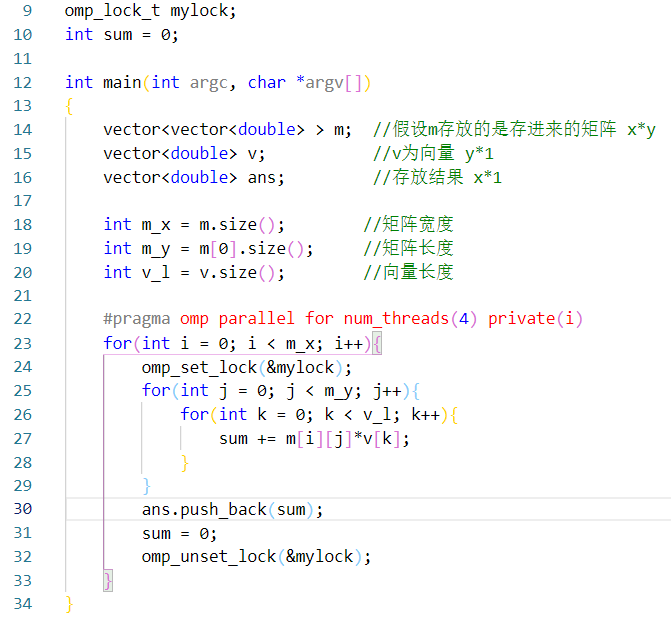 9 omp_lock_t mylock;
10 int sum = 0;
11
12 int main(int argc, char *argv[])
13 {
14 vector<vector<double> > m; //假设m存放的是存进来的矩阵 x*y
15 vector<double> v; //v为向量 y*1
16 vector<double> ans; //存放结果 x*1
17
18 int m_x = m.size(); //矩阵宽度
19 int m_y = m[0].size(); //矩阵长度
20 int v_l = v.size(); //向量长度
21
22 #pragma omp parallel for num_threads(4) private(i)
23 for(int i = 0; i < m_x; i++){
24 omp_set_lock(&mylock);
25 for(int j = 0; j < m_y; j++){
26 for(int k = 0; k < v_l; k++){
27 sum += m[i][j]*v[k];
28 }
29 }
30 ans.push_back(sum);
31 sum = 0;
32 omp_unset_lock(&mylock);
33 }
34 }